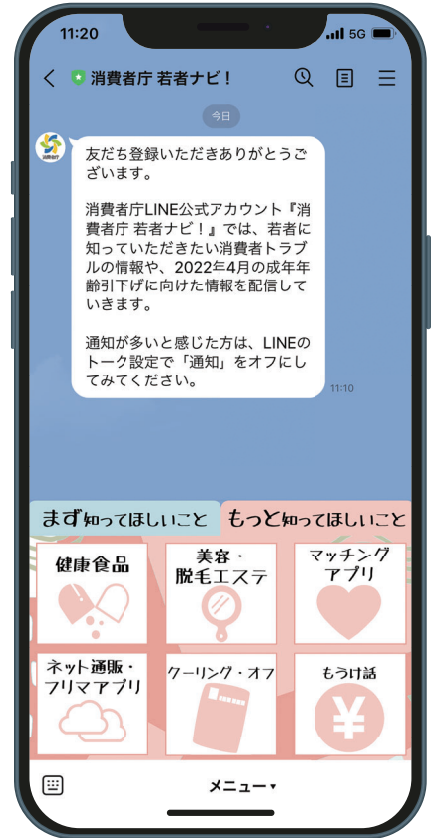 11:20
5G
消費者庁 若者ナビ！
今日
消費者庁
友だち登録いただきありがとうご
ざいます。
消費者庁LINE公式アカウント『消
費者庁 若者ナビ！』では、若者に
知っていただきたい消費者トラブ
ルの情報や、2022年4月の成年年
齢引下げに向けた情報を配信して
いきます。
通知が多いと感じた方は、LINEの
トーク設定で「通知」をオフにし
てみてください。
11:10
まず知ってほしいこと
もっと知ってほしいこと
健康食品
美容・
脱毛エステ
マッチング
アプリ
ネット通販・
フリマアプリ
クーリング・オフ
もうけ話
¥
メニュー▾